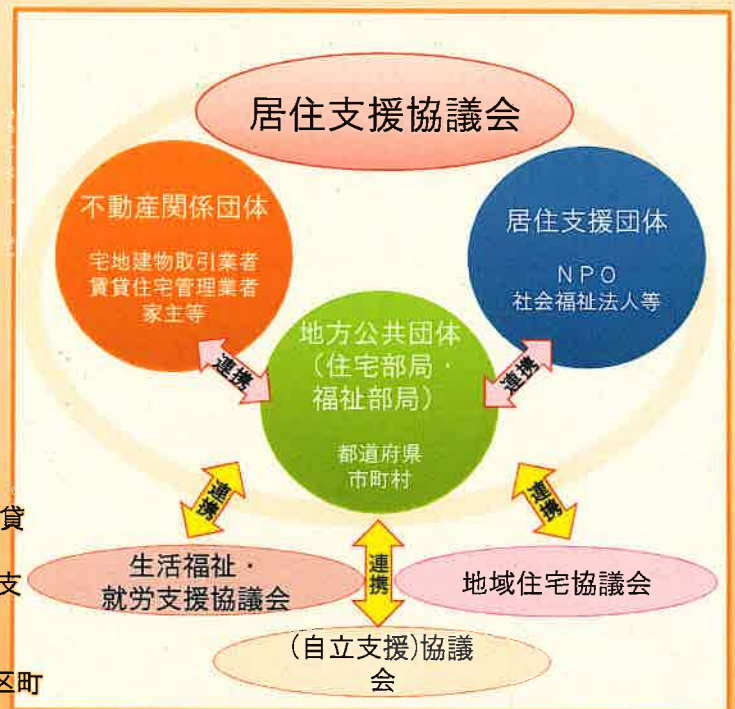 居住支援協議会
不動産関係団体
宅地建物取引業者
賃貸住宅管理業者
家主等
居住支援団体
NPO
社会福祉法人等
地方公共団体
(住宅部局・
福祉部局)
都道府県
市町村
連携
連携
連携
連携
連携
貸
支
区町
生活福祉・
就労支援協議会
地域住宅協議会
(自立支援)協議
会